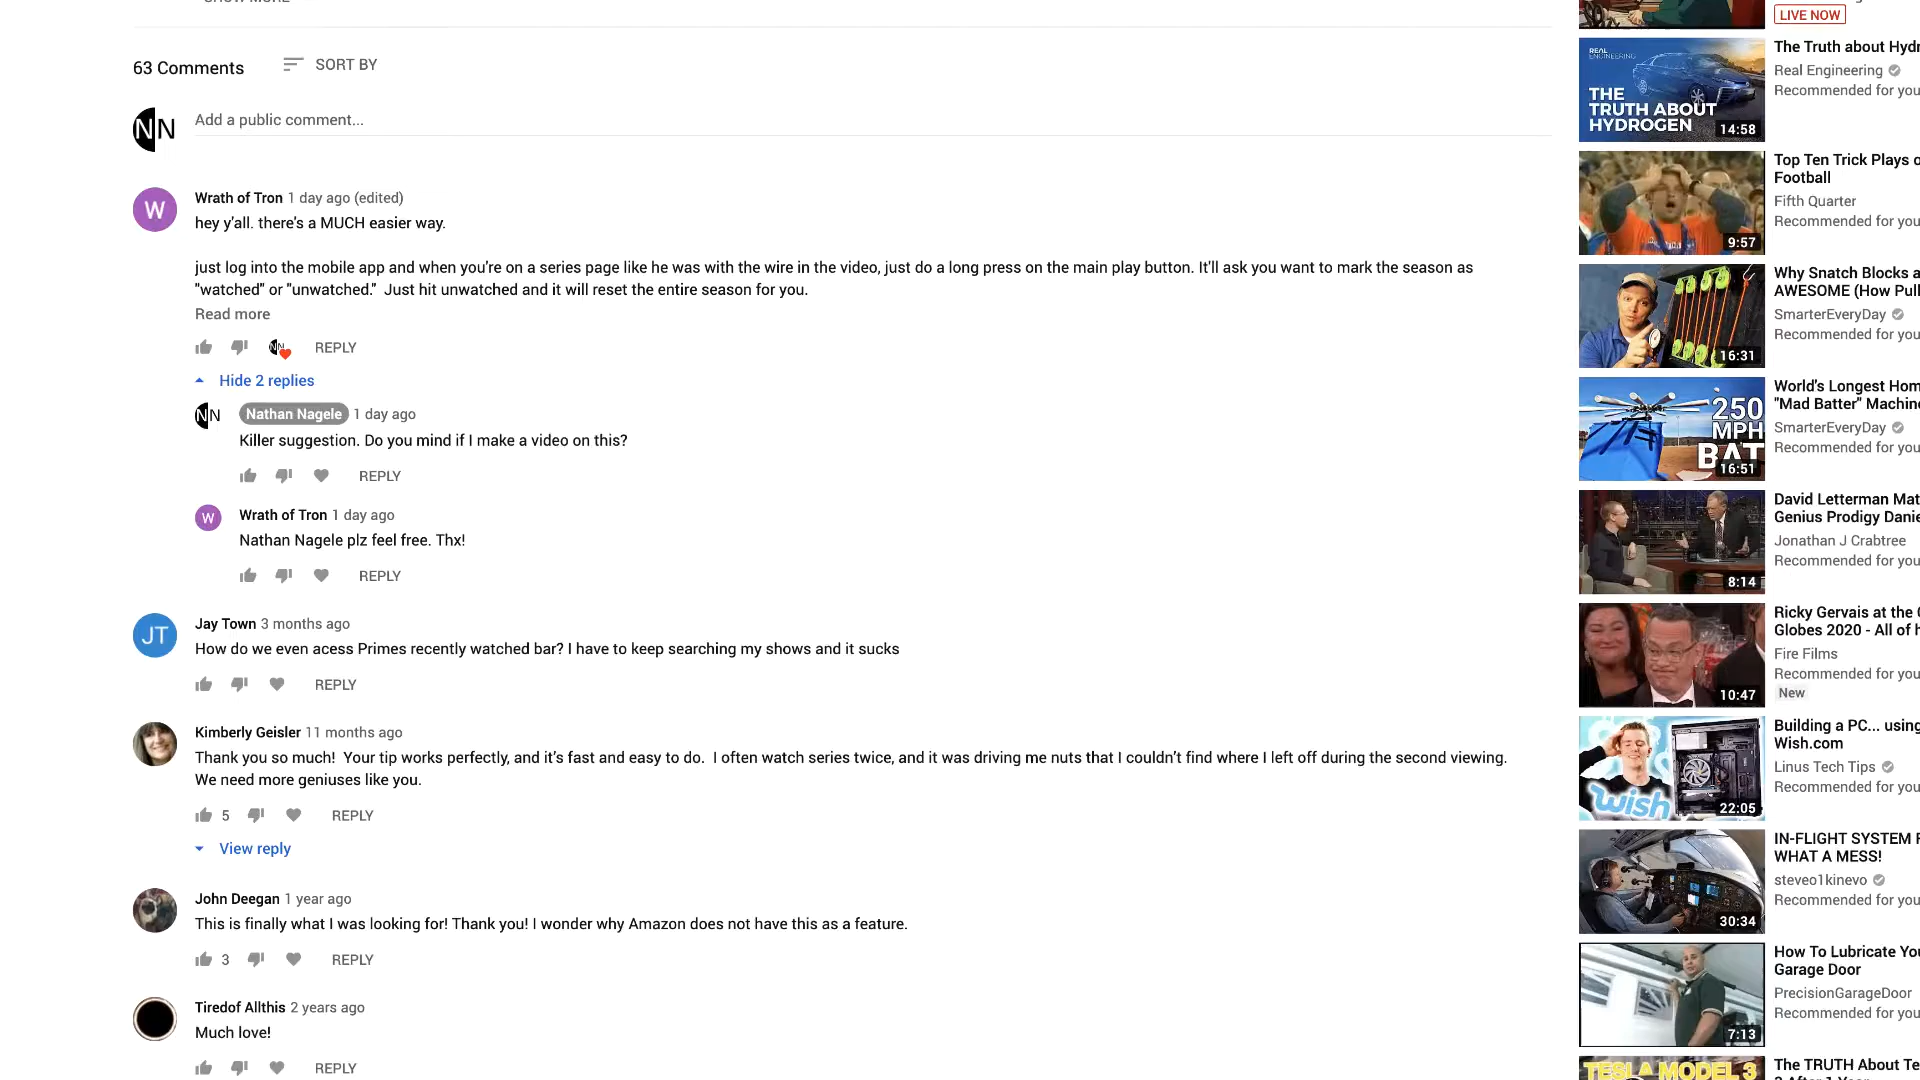 63 Comments
SORT BY
NN
Add a public comment...
W
Wrath of Tron 1 day ago (edited)
hey y'all. there's a MUCH easier way.
just log into the mobile app and when you're on a series page like he was with the wire in the video, just do a long press on the main play button. It'll ask you want to mark the season as
"watched" or "unwatched."  Just hit unwatched and it will reset the entire season for you.
Read more
REPLY
Hide 2 replies
NN
Nathan Nagele 1 day ago
Killer suggestion. Do you mind if I make a video on this?
REPLY
W
Wrath of Tron 1 day ago
Nathan Nagele plz feel free. Thx!
REPLY
JT
Jay Town 3 months ago
How do we even acess Primes recently watched bar? I have to keep searching my shows and it sucks
REPLY
Kimberly Geisler 11 months ago
Thank you so much!  Your tip works perfectly, and it's fast and easy to do.  I often watch series twice, and it was driving me nuts that I couldn't find where I left off during the second viewing.
We need more geniuses like you.
5
REPLY
View reply
John Deegan 1 year ago
This is finally what I was looking for! Thank you! I wonder why Amazon does not have this as a feature.
3
REPLY
Tiredof Allthis 2 years ago
Much love!
REPLY
LIVE NOW
REAL
ENGINEERING
THE
TRUTH ABOUT
HYDROGEN
14:58
The Truth about Hydr
Real Engineering
Recommended for you
9:57
Top Ten Trick Plays o
Football
Fifth Quarter
Recommended for you
16:31
Why Snatch Blocks a
AWESOME (How Pull
SmarterEveryDay
Recommended for you
250
MPH
BAT
16:51
World's Longest Hom
"Mad Batter" Machine
SmarterEveryDay
Recommended for you
8:14
David Letterman Mat
Genius Prodigy Danie
Jonathan J Crabtree
Recommended for you
10:47
Ricky Gervais at the
Globes 2020 - All of h
Fire Films
Recommended for you
New
wish
22:05
Building a PC... using
Wish.com
Linus Tech Tips
Recommended for you
30:34
IN-FLIGHT SYSTEM F
WHAT A MESS!
steveo1kinevo
Recommended for you
7:13
How To Lubricate You
Garage Door
PrecisionGarageDoor
Recommended for you
TESLA MODEL 3
The TRUTH About Te